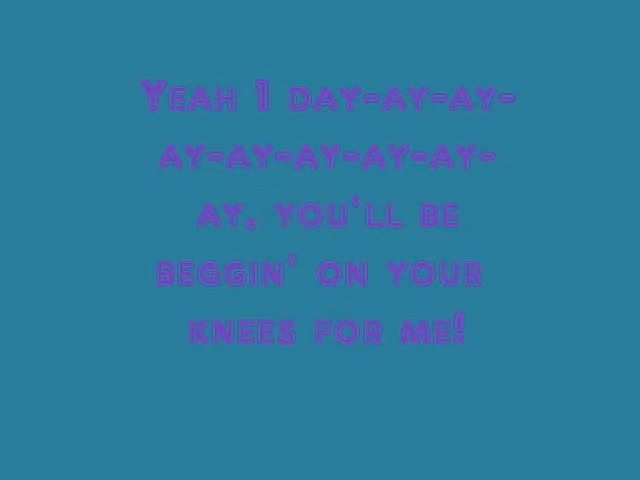 Yeah 1 day-ay-ay-
ay-ay-ay-ay-ay-
ay, you'll be
beggin' on your
knees for me!